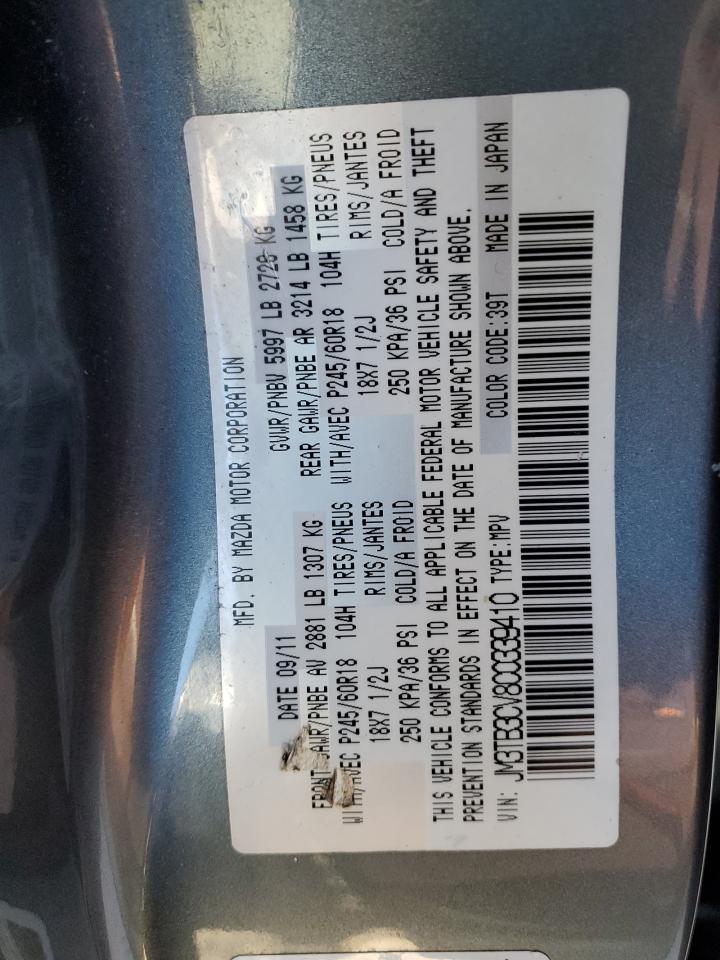 MFD. BY MAZDA MOTOR CORPORATION
DATE 09/11 GVWR/PNBV 5997 LB 2720 KG
FRONT GAWR/PNBE AV 2881 LB 1307 KG REAR GAWR/PNBE AR 3214 LB 1458 KG
WITH/AVEC P245/60R18 104H TIRES/PNEUS WITH/AVEC P245/60R18 104H TIRES/PNEUS
18X7 1/2J RIMS/JANTES 18X7 1/2J RIMS/JANTES
250 KPA/36 PSI COLD/A FROID 250 KPA/36 PSI COLD/A FROID
THIS VEHICLE CONFORMS TO ALL APPLICABLE FEDERAL MOTOR VEHICLE SAFETY AND THEFT
PREVENTION STANDARDS IN EFFECT ON THE DATE OF MANUFACTURE SHOWN ABOVE.
VIN: JM3TB3CV8C0339410 TYPE:MPV COLOR CODE:39T MADE IN JAPAN